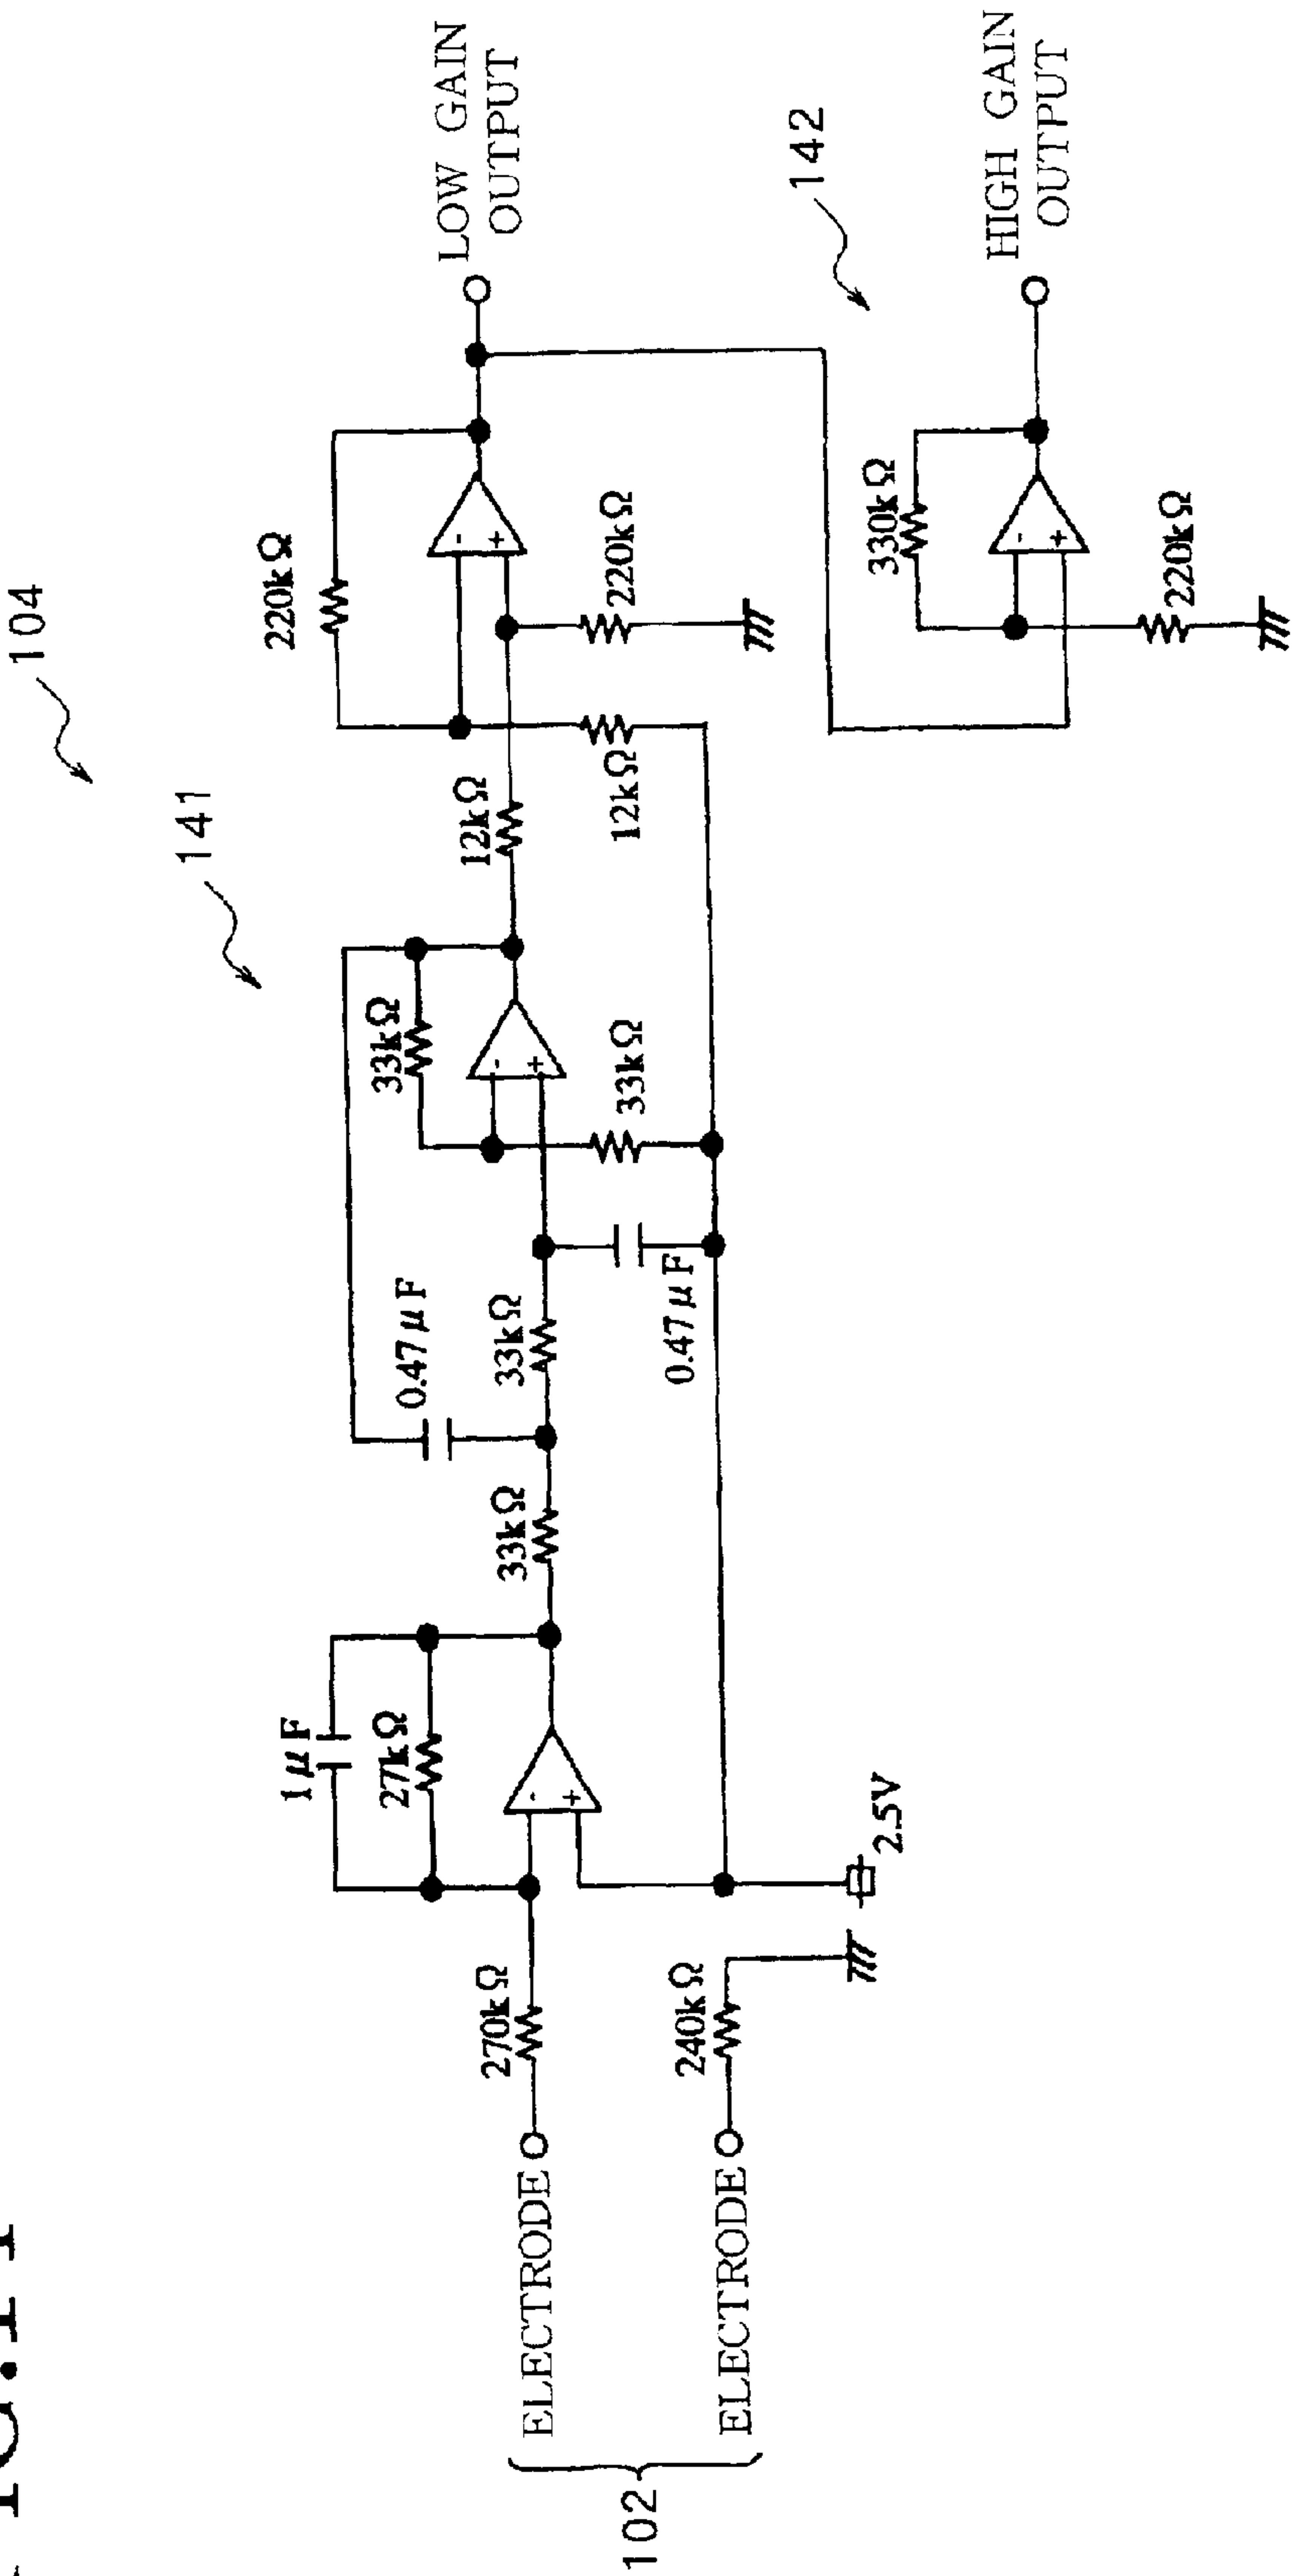 104
141
1μF
27kΩ
270kΩ
240kΩ
2.5V
33kΩ
0.47μF
33kΩ
0.47μF
33kΩ
33kΩ
12kΩ
12kΩ
220kΩ
220kΩ
330kΩ
220kΩ
-
+
-
+
-
+
-
+
102
ELECTRODE
ELECTRODE
LOW GAIN
OUTPUT
142
HIGH GAIN
OUTPUT